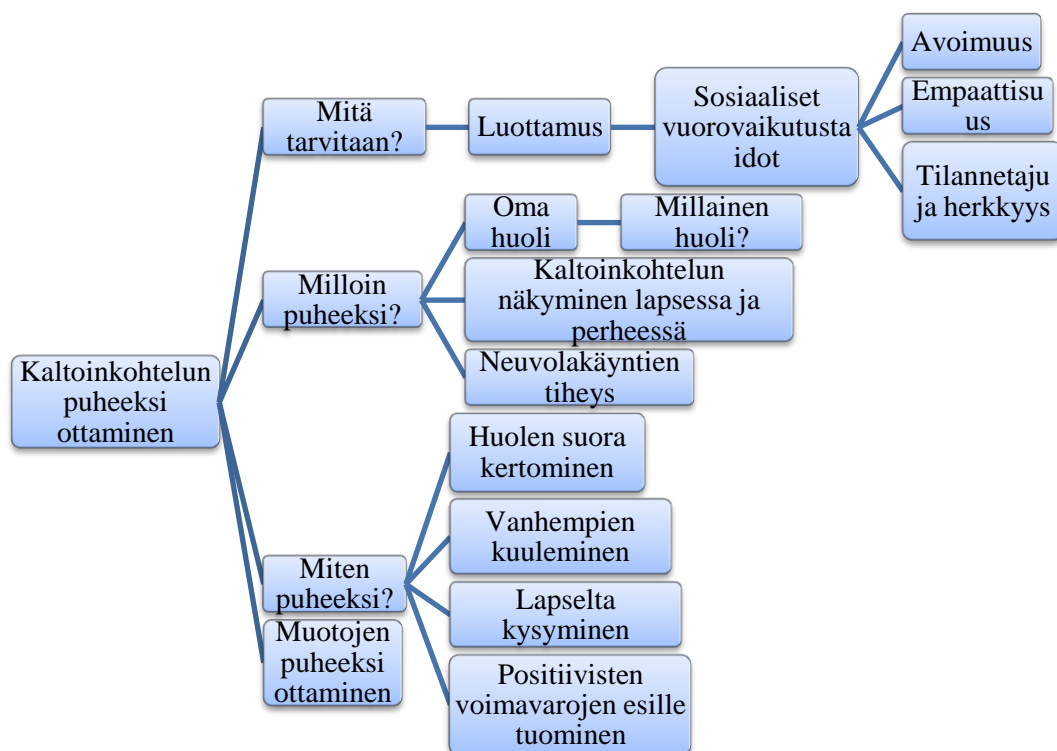 Kaltoinkohtelun
puheeksi
ottaminen
Mitä
tarvitaan?
Luottamus
Sosiaaliset
vuorovaikutusta
idot
Avoimuus
Empaattisu
us
Tilannetaju
ja herkkyys
Milloin
puheeksi?
Oma
huoli
Millainen
huoli?
Kaltoinkohtelun
näkyminen lapsessa ja
perheessä
Neuvolakäyntien
tiheys
Miten
puheeksi?
Huolen suora
kertominen
Vanhempien
kuuleminen
Lapselta
kysyminen
Positiivisten
voimavarojen esille
tuominen
Muotojen
puheeksi
ottaminen